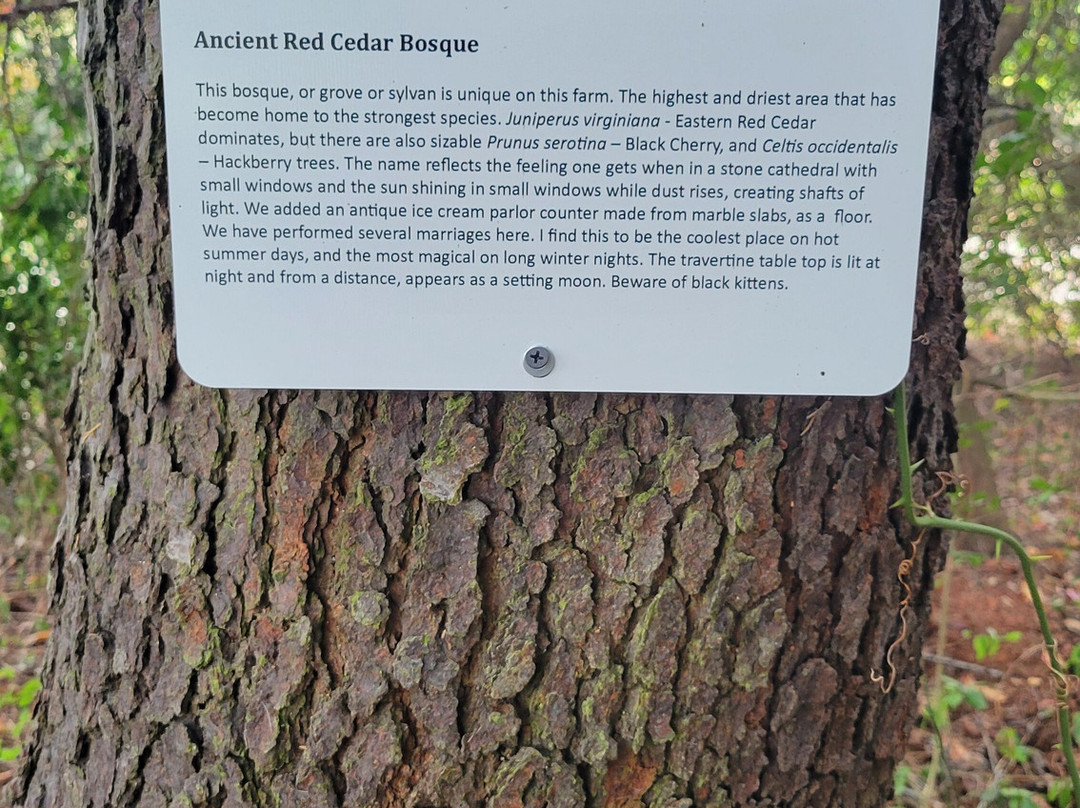 Ancient Red Cedar Bosque
This bosque, or grove or sylvan is unique on this farm. The highest and driest area that has
become home to the strongest species. Juniperus virginiana - Eastern Red Cedar
dominates, but there are also sizable Prunus serotina – Black Cherry, and Celtis occidentalis
– Hackberry trees. The name reflects the feeling one gets when in a stone cathedral with
small windows and the sun shining in small windows while dust rises, creating shafts of
light. We added an antique ice cream parlor counter made from marble slabs, as a floor.
We have performed several marriages here. I find this to be the coolest place on hot
summer days, and the most magical on long winter nights. The travertine table top is lit at
night and from a distance, appears as a setting moon. Beware of black kittens.